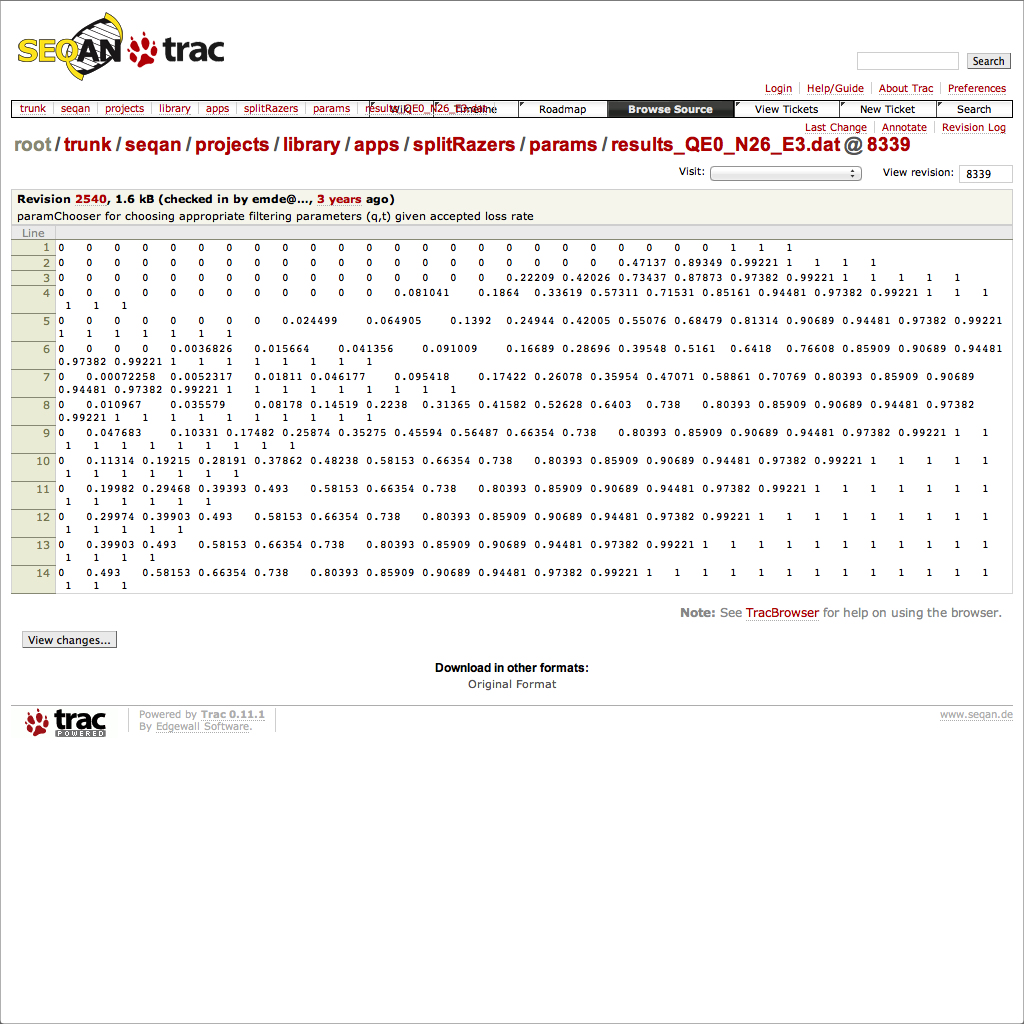 SEQAN trac
Search
Login Help/Guide About Trac Preferences
trunk seqan projects library apps splitRazers params results_QE0_N26_E3.dat Wiki Timeline Roadmap Browse Source View Tickets New Ticket Search
Last Change Annotate Revision Log
root/trunk/seqan/projects/library/apps/splitRazers/params/results_QE0_N26_E3.dat @ 8339
Visit: View revision: 8339
Revision 2540, 1.6 kB (checked in by emde@…, 3 years ago)
paramChooser for choosing appropriate filtering parameters (q,t) given accepted loss rate
Line
1 0 0 0 0 0 0 0 0 0 0 0 0 0 0 0 0 0 0 0 0 0 0 0 0 1 1 1
2 0 0 0 0 0 0 0 0 0 0 0 0 0 0 0 0 0 0 0 0 0.47137 0.89349 0.99221 1 1 1 1
3 0 0 0 0 0 0 0 0 0 0 0 0 0 0 0 0 0.22209 0.42026 0.73437 0.87873 0.97382 0.99221 1 1 1 1 1
4 0 0 0 0 0 0 0 0 0 0 0 0 0.081041 0.1864 0.33619 0.57311 0.71531 0.85161 0.94481 0.97382 0.99221 1 1 1
1 1 1
5 0 0 0 0 0 0 0 0 0.024499 0.064905 0.1392 0.24944 0.42005 0.55076 0.68479 0.81314 0.90689 0.94481 0.97382 0.99221
1 1 1 1 1 1 1
6 0 0 0 0 0.0036826 0.015664 0.041356 0.091009 0.16689 0.28696 0.39548 0.5161 0.6418 0.76608 0.85909 0.90689 0.94481
0.97382 0.99221 1 1 1 1 1 1 1 1
7 0 0.00072258 0.0052317 0.01811 0.046177 0.095418 0.17422 0.26078 0.35954 0.47071 0.58861 0.70769 0.80393 0.85909 0.90689
0.94481 0.97382 0.99221 1 1 1 1 1 1 1 1 1
8 0 0.010967 0.035579 0.08178 0.14519 0.2238 0.31365 0.41582 0.52628 0.6403 0.738 0.80393 0.85909 0.90689 0.94481 0.97382
0.99221 1 1 1 1 1 1 1 1 1 1
9 0 0.047683 0.10331 0.17482 0.25874 0.35275 0.45594 0.56487 0.66354 0.738 0.80393 0.85909 0.90689 0.94481 0.97382 0.99221 1 1
1 1 1 1 1 1 1 1 1
10 0 0.11314 0.19215 0.28191 0.37862 0.48238 0.58153 0.66354 0.738 0.80393 0.85909 0.90689 0.94481 0.97382 0.99221 1 1 1 1 1
1 1 1 1 1 1 1
11 0 0.19982 0.29468 0.39393 0.493 0.58153 0.66354 0.738 0.80393 0.85909 0.90689 0.94481 0.97382 0.99221 1 1 1 1 1 1 1
1 1 1 1 1 1
12 0 0.29974 0.39903 0.493 0.58153 0.66354 0.738 0.80393 0.85909 0.90689 0.94481 0.97382 0.99221 1 1 1 1 1 1 1 1 1
1 1 1 1 1
13 0 0.39903 0.493 0.58153 0.66354 0.738 0.80393 0.85909 0.90689 0.94481 0.97382 0.99221 1 1 1 1 1 1 1 1 1 1 1
1 1 1 1
14 0 0.493 0.58153 0.66354 0.738 0.80393 0.85909 0.90689 0.94481 0.97382 0.99221 1 1 1 1 1 1 1 1 1 1 1 1 1
1 1 1
Note: See TracBrowser for help on using the browser.
View changes...
Download in other formats:
Original Format
trac POWERED
Powered by Trac 0.11.1
By Edgewall Software.
www.seqan.de